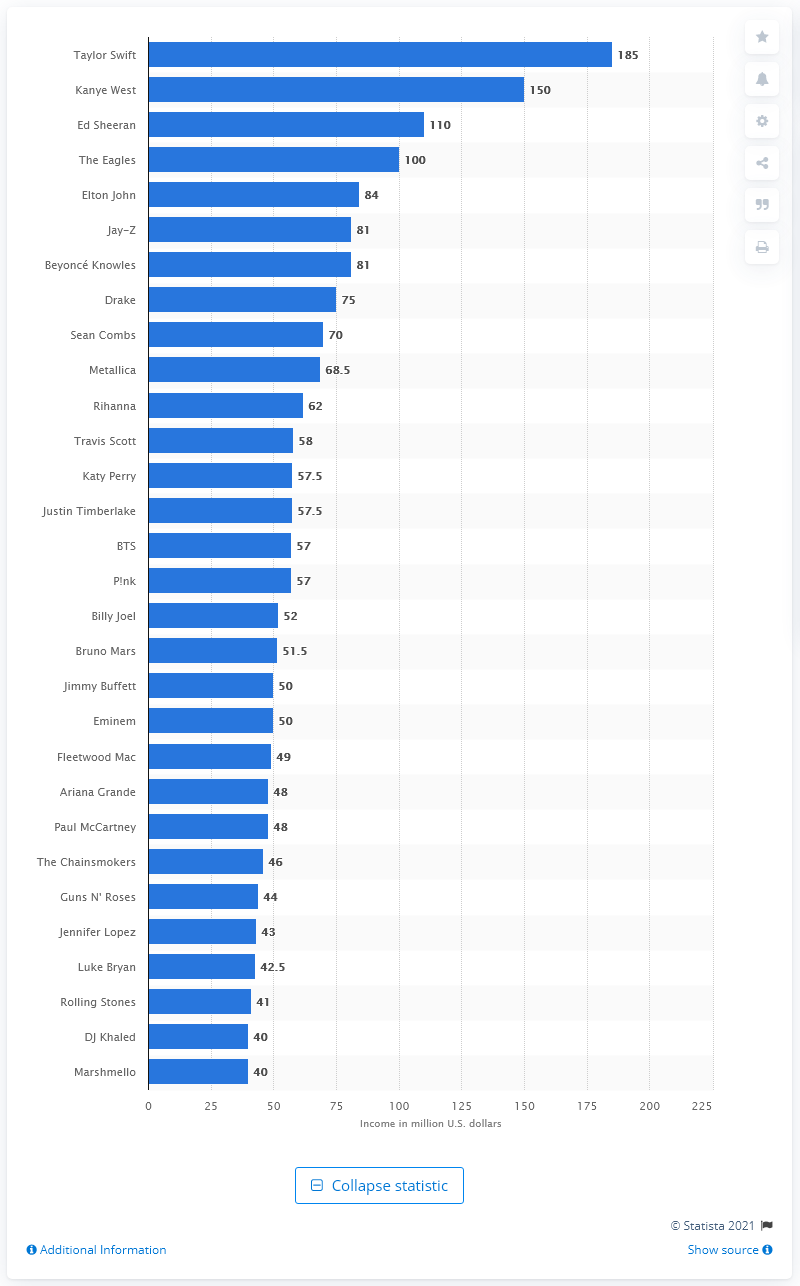 Taylor Swift 185
Kanye West 150
Ed Sheeran 110
The Eagles 100
Elton John 84
Jay-Z 81
Beyoncé Knowles 81
Drake 75
Sean Combs 70
Metallica 68.5
Rihanna 62
Travis Scott 58
Katy Perry 57.5
Justin Timberlake 57.5
BTS 57
P!nk 57
Billy Joel 52
Bruno Mars 51.5
Jimmy Buffett 50
Eminem 50
Fleetwood Mac 49
Ariana Grande 48
Paul McCartney 48
The Chainsmokers 46
Guns N' Roses 44
Jennifer Lopez 43
Luke Bryan 42.5
Rolling Stones 41
DJ Khaled 40
Marshmello 40
0 25 50 75 100 125 150 175 200 225
Income in million U.S. dollars
Collapse statistic
© Statista 2021
Additional Information Show source